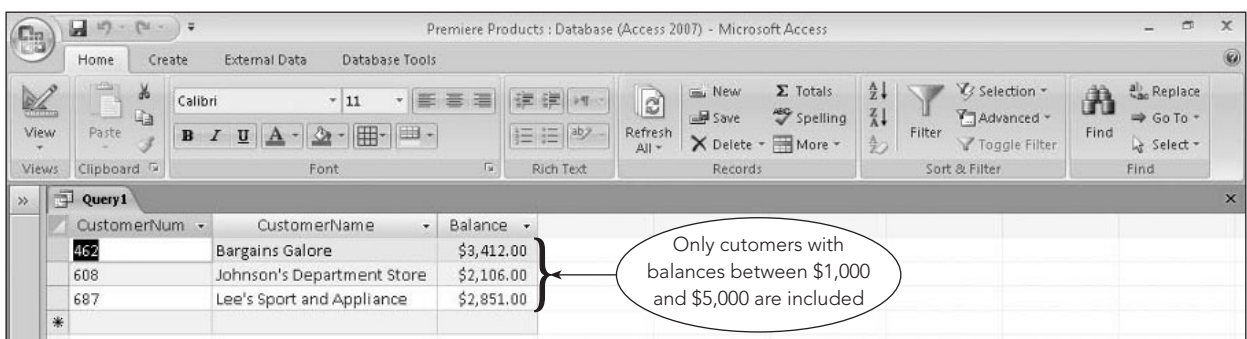 Premiere Products : Database (Access 2007) - Microsoft Access
Home Create External Data Database Tools
View
Views
Paste
Clipboard
Calibri 11
B I U A
Font
ab
Rich Text
Refresh
All
New
Save
Delete
Σ Totals
ABC Spelling
More
Records
A
Z
Z
A
A
Z
Filter
Selection
Advanced
Toggle Filter
Sort & Filter
Find
ab
ac Replace
Go To
Select
Find
Query1
CustomerNum CustomerName Balance
462 Bargains Galore $3,412.00
608 Johnson's Department Store $2,106.00
687 Lee's Sport and Appliance $2,851.00
*
Only cutomers with
balances between $1,000
and $5,000 are included